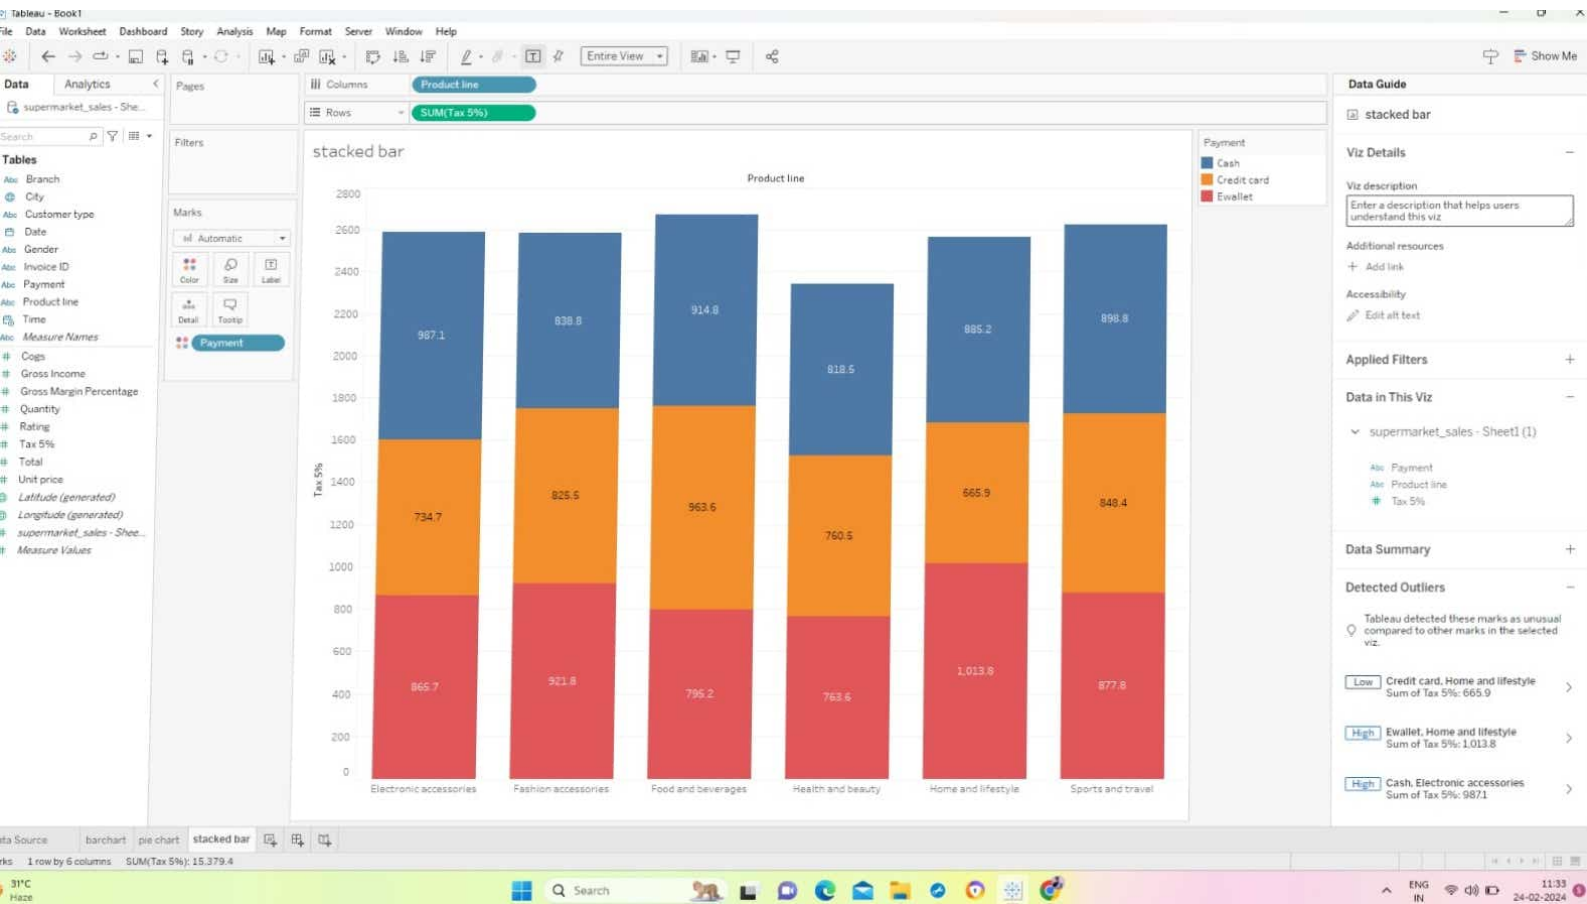 Tableau - Book1
File Data Worksheet Dashboard Story Analysis Map Format Server Window Help
Entire View
Show Me
Data Analytics
supermarket_sales - She...
Search
Tables
Abc Branch
City
Abc Customer type
Date
Abc Gender
Abc Invoice ID
Abc Payment
Abc Product line
Time
Abc Measure Names
# Cogs
# Gross Income
# Gross Margin Percentage
# Quantity
# Rating
# Tax 5%
# Total
# Unit price
Latitude (generated)
Longitude (generated)
# supermarket_sales - Shee...
# Measure Values
Pages
Filters
Marks
Automatic
Color Size Label
Detail Tooltip
Payment
Columns Product line
Rows SUM(Tax 5%)
stacked bar
Product line
2800
2600
2400
2200
2000
1800
1600
1400
1200
1000
800
600
400
200
0
Tax 5%
987.1 838.8 914.8 818.5 885.2 898.8
734.7 825.5 963.6 760.5 665.9 848.4
865.7 921.8 795.2 763.6 1,013.8 877.8
Electronic accessories Fashion accessories Food and beverages Health and beauty Home and lifestyle Sports and travel
Payment
Cash
Credit card
Ewallet
Data Guide
stacked bar
Viz Details
Viz description
Enter a description that helps users
understand this viz
Additional resources
Add link
Accessibility
Edit alt text
Applied Filters
Data in This Viz
supermarket_sales - Sheet1 (1)
Abc Payment
Abc Product line
# Tax 5%
Data Summary
Detected Outliers
Tableau detected these marks as unusual
compared to other marks in the selected
viz.
Low Credit card, Home and lifestyle
Sum of Tax 5%: 665.9
High Ewallet, Home and lifestyle
Sum of Tax 5%: 1,013.8
High Cash, Electronic accessories
Sum of Tax 5%: 987.1
ata Source barchart pie chart stacked bar
rks 1 row by 6 columns SUM(Tax 5%): 15,379.4
31°C
Haze
Search
ENG
IN
11:33
24-02-2024